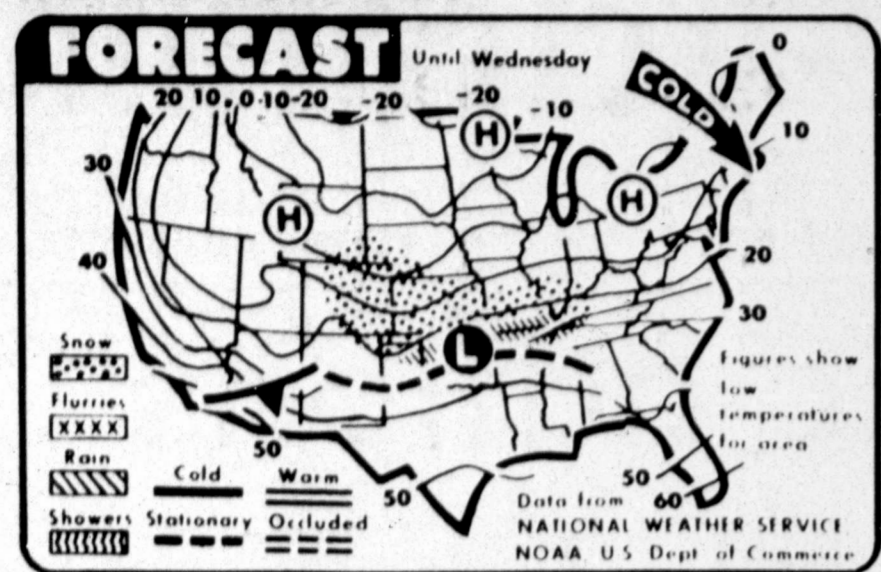 FORECAST
Until Wednesday
20 10 0 -10 -20 -20 -20 -10
0
COLD
10
30
H
H
H
40
20
30
L
Snow
Flurries
XXXX
Rain
Showers
Cold
Warm
Stationary
Occluded
50
50
50
60
Figures show
low
temperatures
for area
Data from
NATIONAL WEATHER SERVICE
NOAA U S Dept of Commerce